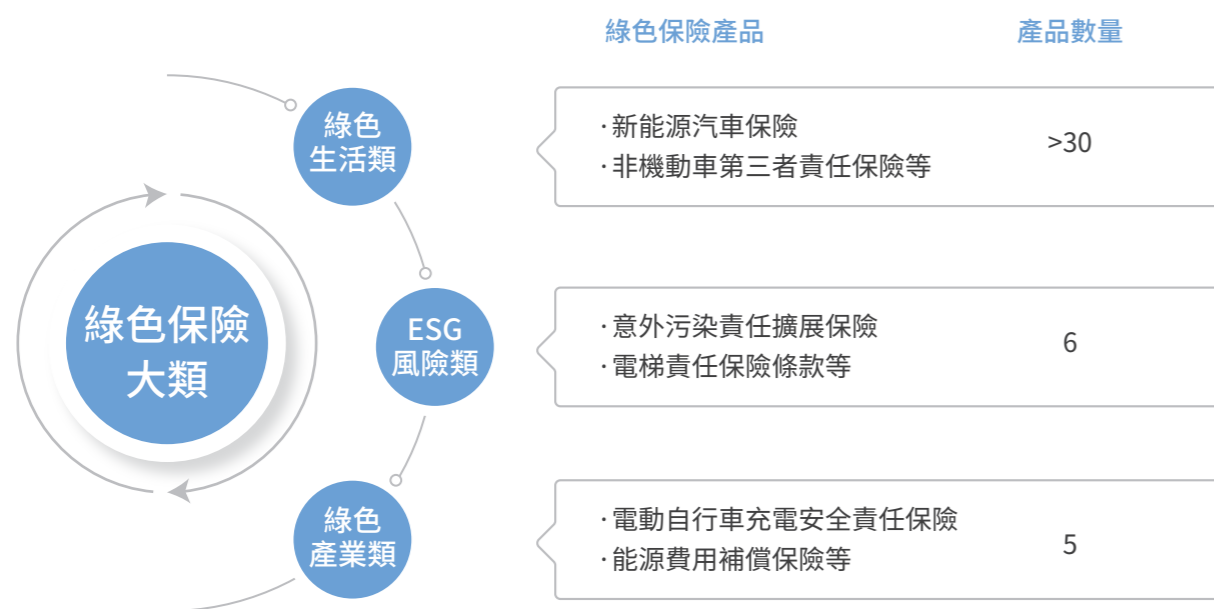 綠色保險產品
產品數量
綠色保險
大類
綠色
生活類
·新能源汽車保險
·非機動車第三者責任保險等
>30
ESG
風險類
·意外污染責任擴展保險
·電梯責任保險條款等
6
綠色
產業類
·電動自行車充電安全責任保險
·能源費用補償保險等
5